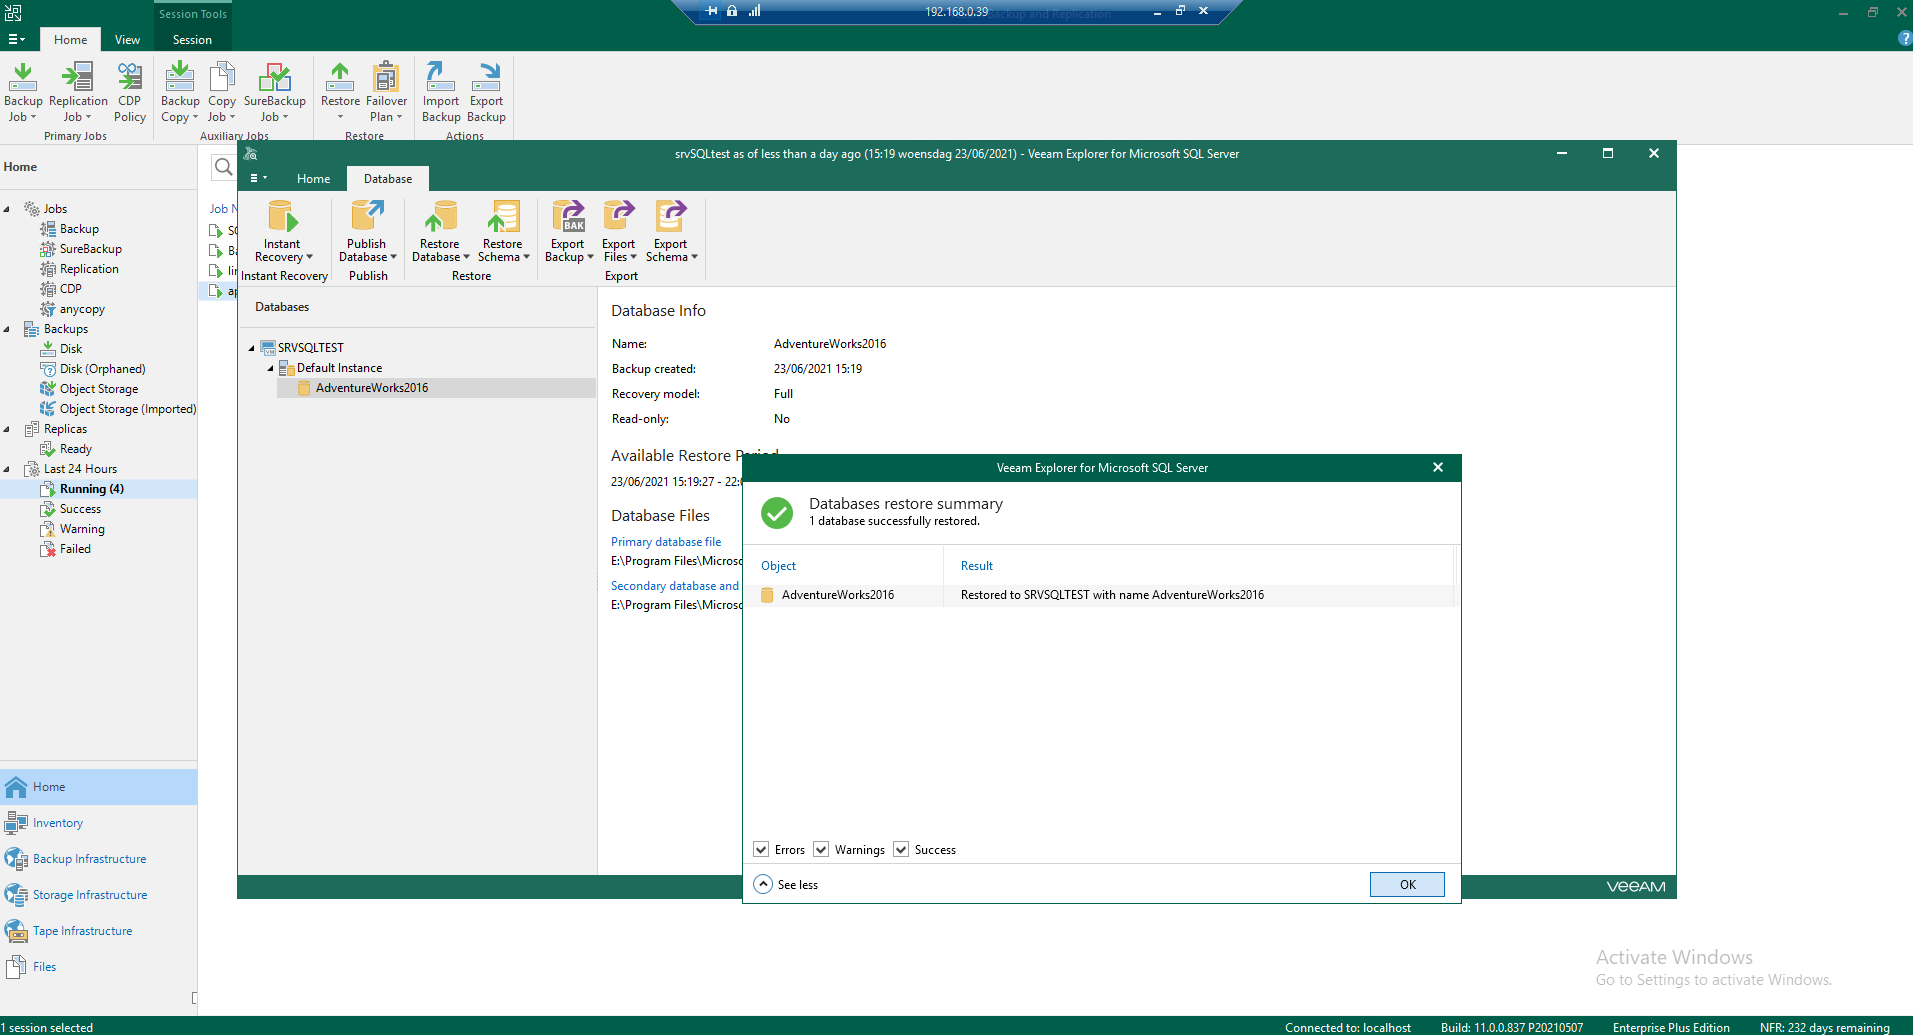 Session Tools
192.168.0.39
Backup and Replication
Home
View
Session
Backup Job
Replication Job
CDP Policy
Primary Jobs
Backup Copy
Copy Job
SureBackup Job
Auxiliary Jobs
Restore
Failover Plan
Restore
Import Backup
Export Backup
Actions
Home
Jobs
Backup
SureBackup
Replication
CDP
anycopy
Backups
Disk
Disk (Orphaned)
Object Storage
Object Storage (Imported)
Replicas
Ready
Last 24 Hours
Running (4)
Success
Warning
Failed
Home
Inventory
Backup Infrastructure
Storage Infrastructure
Tape Infrastructure
Files
Job N
srvSQLtest as of less than a day ago (15:19 woensdag 23/06/2021) - Veeam Explorer for Microsoft SQL Server
Home
Database
Instant Recovery
Instant Recovery
Publish Database
Publish
Restore Database
Restore Schema
Restore
BAK
Export Backup
Export Files
Export Schema
Export
Databases
SRVSQLTEST
VM
Default Instance
AdventureWorks2016
Database Info
Name: AdventureWorks2016
Backup created: 23/06/2021 15:19
Recovery model: Full
Read-only: No
Available Restore Period
23/06/2021 15:19:27 - 22:
Database Files
Primary database file
E:\Program Files\Microso
Secondary database and
E:\Program Files\Microso
Veeam Explorer for Microsoft SQL Server
Databases restore summary
1 database successfully restored.
Object Result
AdventureWorks2016 Restored to SRVSQLTEST with name AdventureWorks2016
Errors Warnings Success
See less
OK
veeam
Activate Windows
Go to Settings to activate Windows.
1 session selected
Connected to: localhost
Build: 11.0.0.837 P20210507
Enterprise Plus Edition
NFR: 232 days remaining